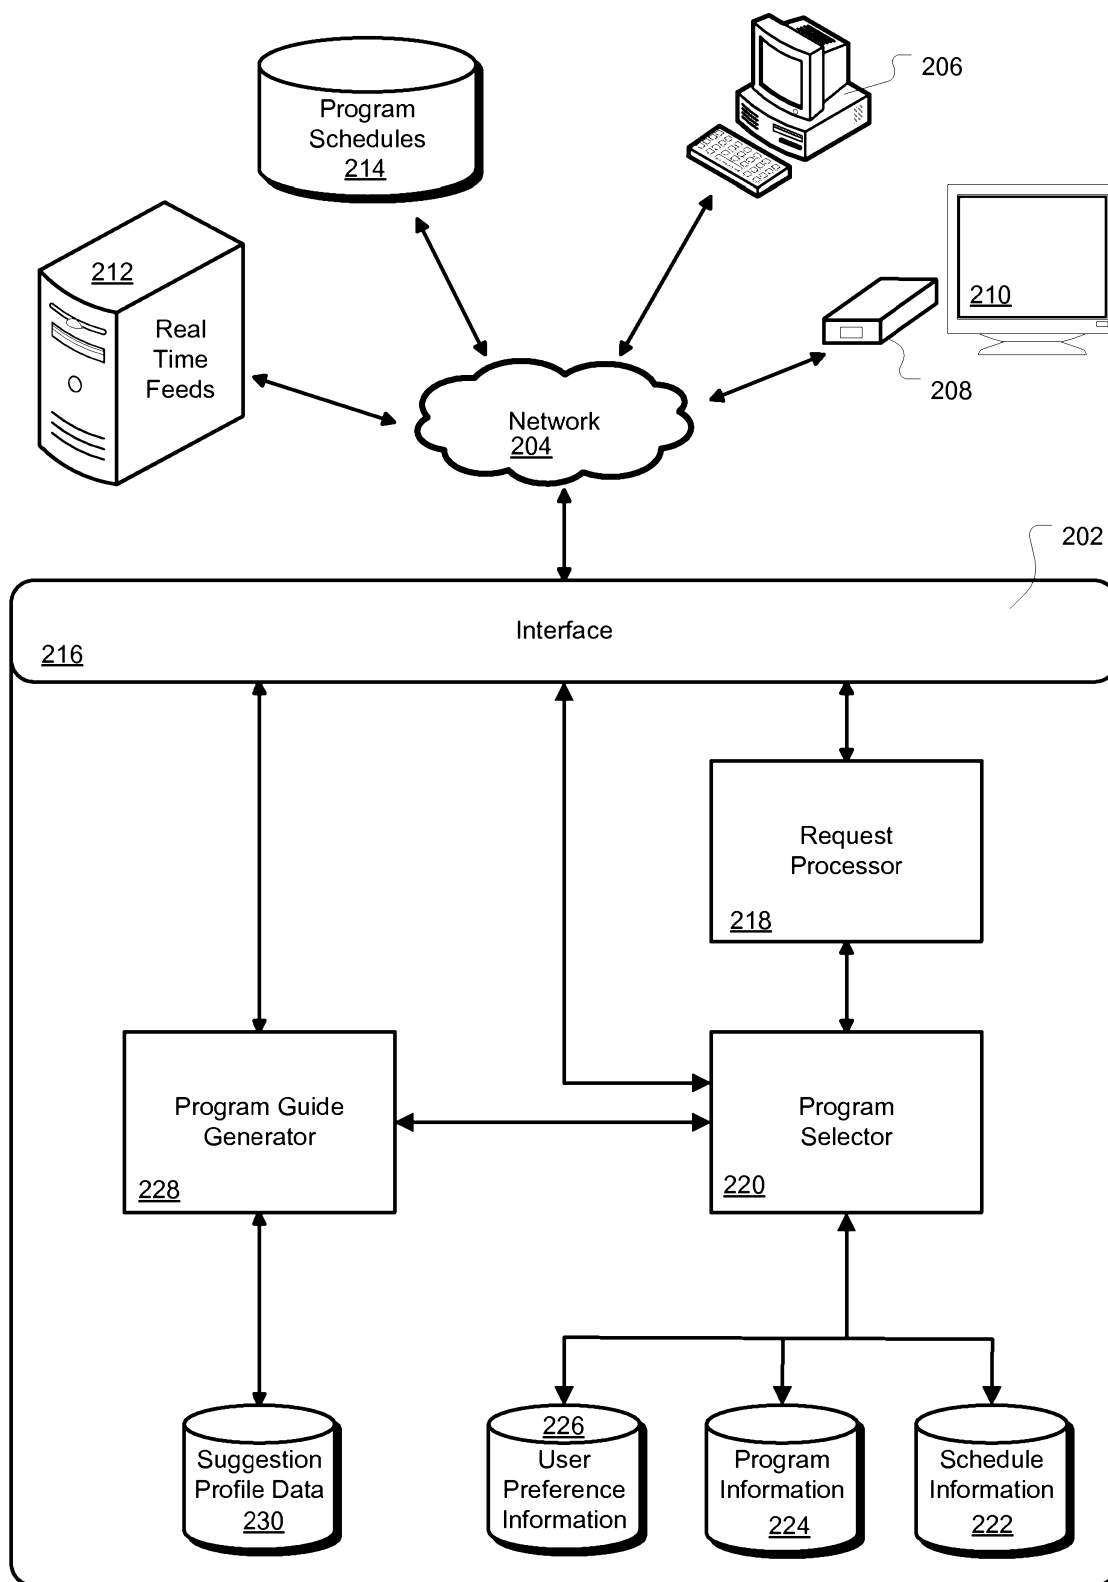 Program
Schedules
214
206
212
Real
Time
Feeds
210
208
Network
204
202
Interface
216
Request
Processor
218
Program Guide
Generator
228
Program
Selector
220
Suggestion
Profile Data
230
226
User
Preference
Information
Program
Information
224
Schedule
Information
222